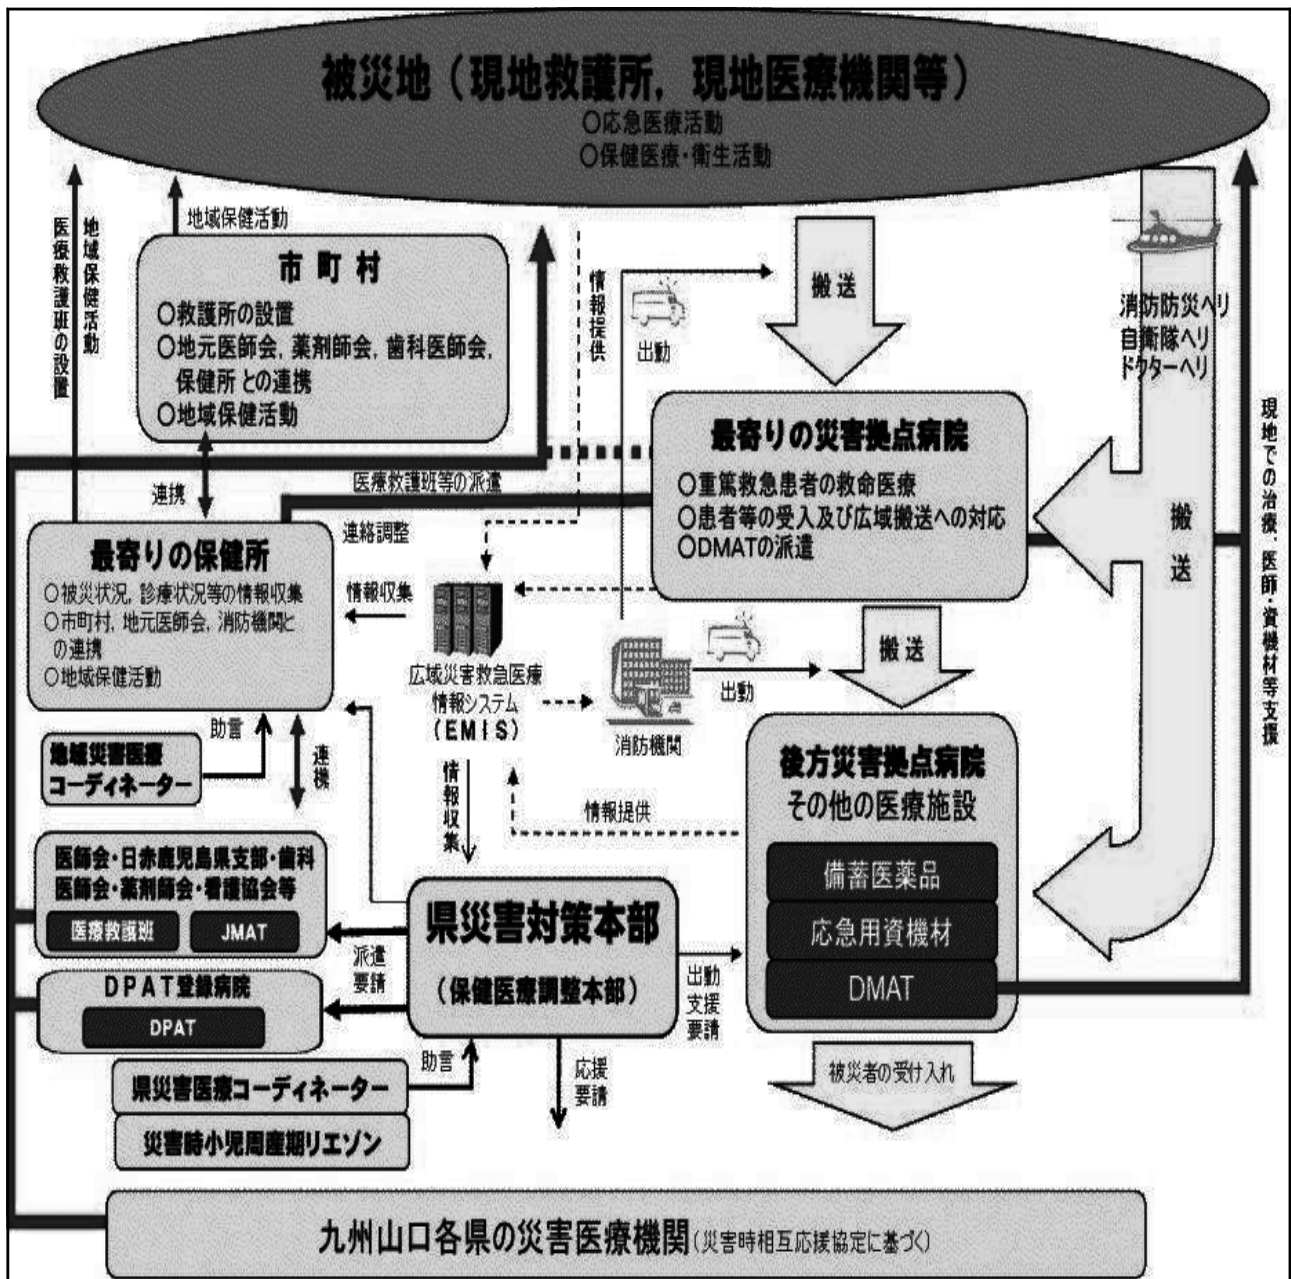 被災地（現地救護所，現地医療機関等）
○応急医療活動
○保健医療・衛生活動
医療救護班の設置
地域保健活動
地域保健活動
市町村
○救護所の設置
○地元医師会，薬剤師会，歯科医師会，
保健所との連携
○地域保健活動
情報提供
出動
搬送
消防防災ヘリ
自衛隊ヘリ
ドクターヘリ
現地での治療，医師・資機材等支援
最寄りの災害拠点病院
○重篤救急患者の救命医療
○患者等の受入及び広域搬送への対応
○DMATの派遣
搬送
連携
医療救護班等の派遣
連絡調整
最寄りの保健所
○被災状況，診療状況等の情報収集
○市町村，地元医師会，消防機関と
の連携
○地域保健活動
情報収集
広域災害救急医療
情報システム
（EMIS）
消防機関
出動
搬送
助言
地域災害医療
コーディネーター
連携
情報収集
情報提供
後方災害拠点病院
その他の医療施設
備蓄医薬品
応急用資機材
DMAT
医師会・日赤鹿児島県支部・歯科
医師会・薬剤師会・看護協会等
医療救護班
JMAT
派遣
要請
県災害対策本部
（保健医療調整本部）
出動
支援
要請
DPAT登録病院
DPAT
助言
応援
要請
被災者の受け入れ
県災害医療コーディネーター
災害時小児周産期リエゾン
九州山口各県の災害医療機関（災害時相互応援協定に基づく）